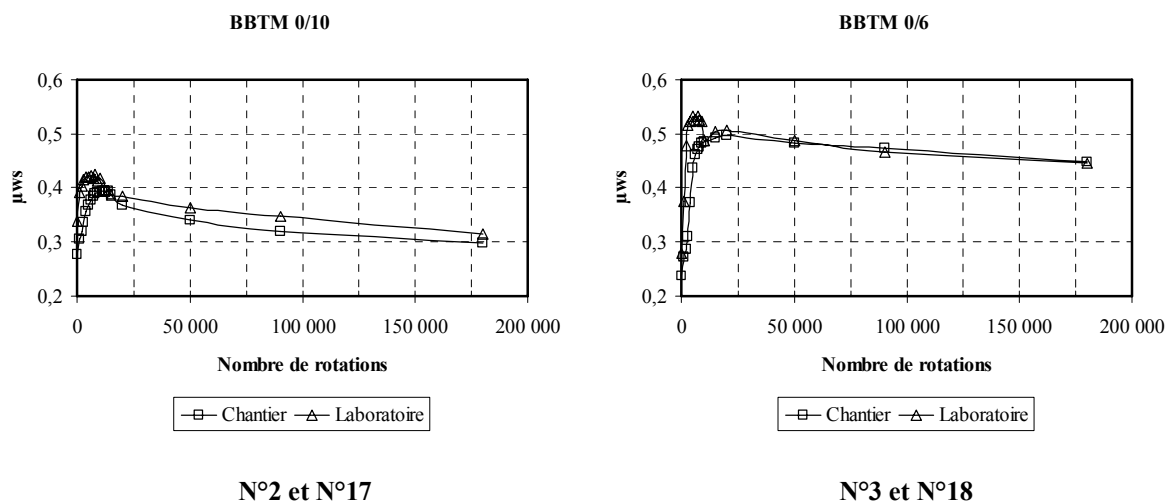 BBTM 0/10
0,6
0,5
0,4
0,3
0,2
µws
0 50 000 100 000 150 000 200 000
Nombre de rotations
Chantier Laboratoire
N°2 et N°17
BBTM 0/6
0,6
0,5
0,4
0,3
0,2
µws
0 50 000 100 000 150 000 200 000
Nombre de rotations
Chantier Laboratoire
N°3 et N°18